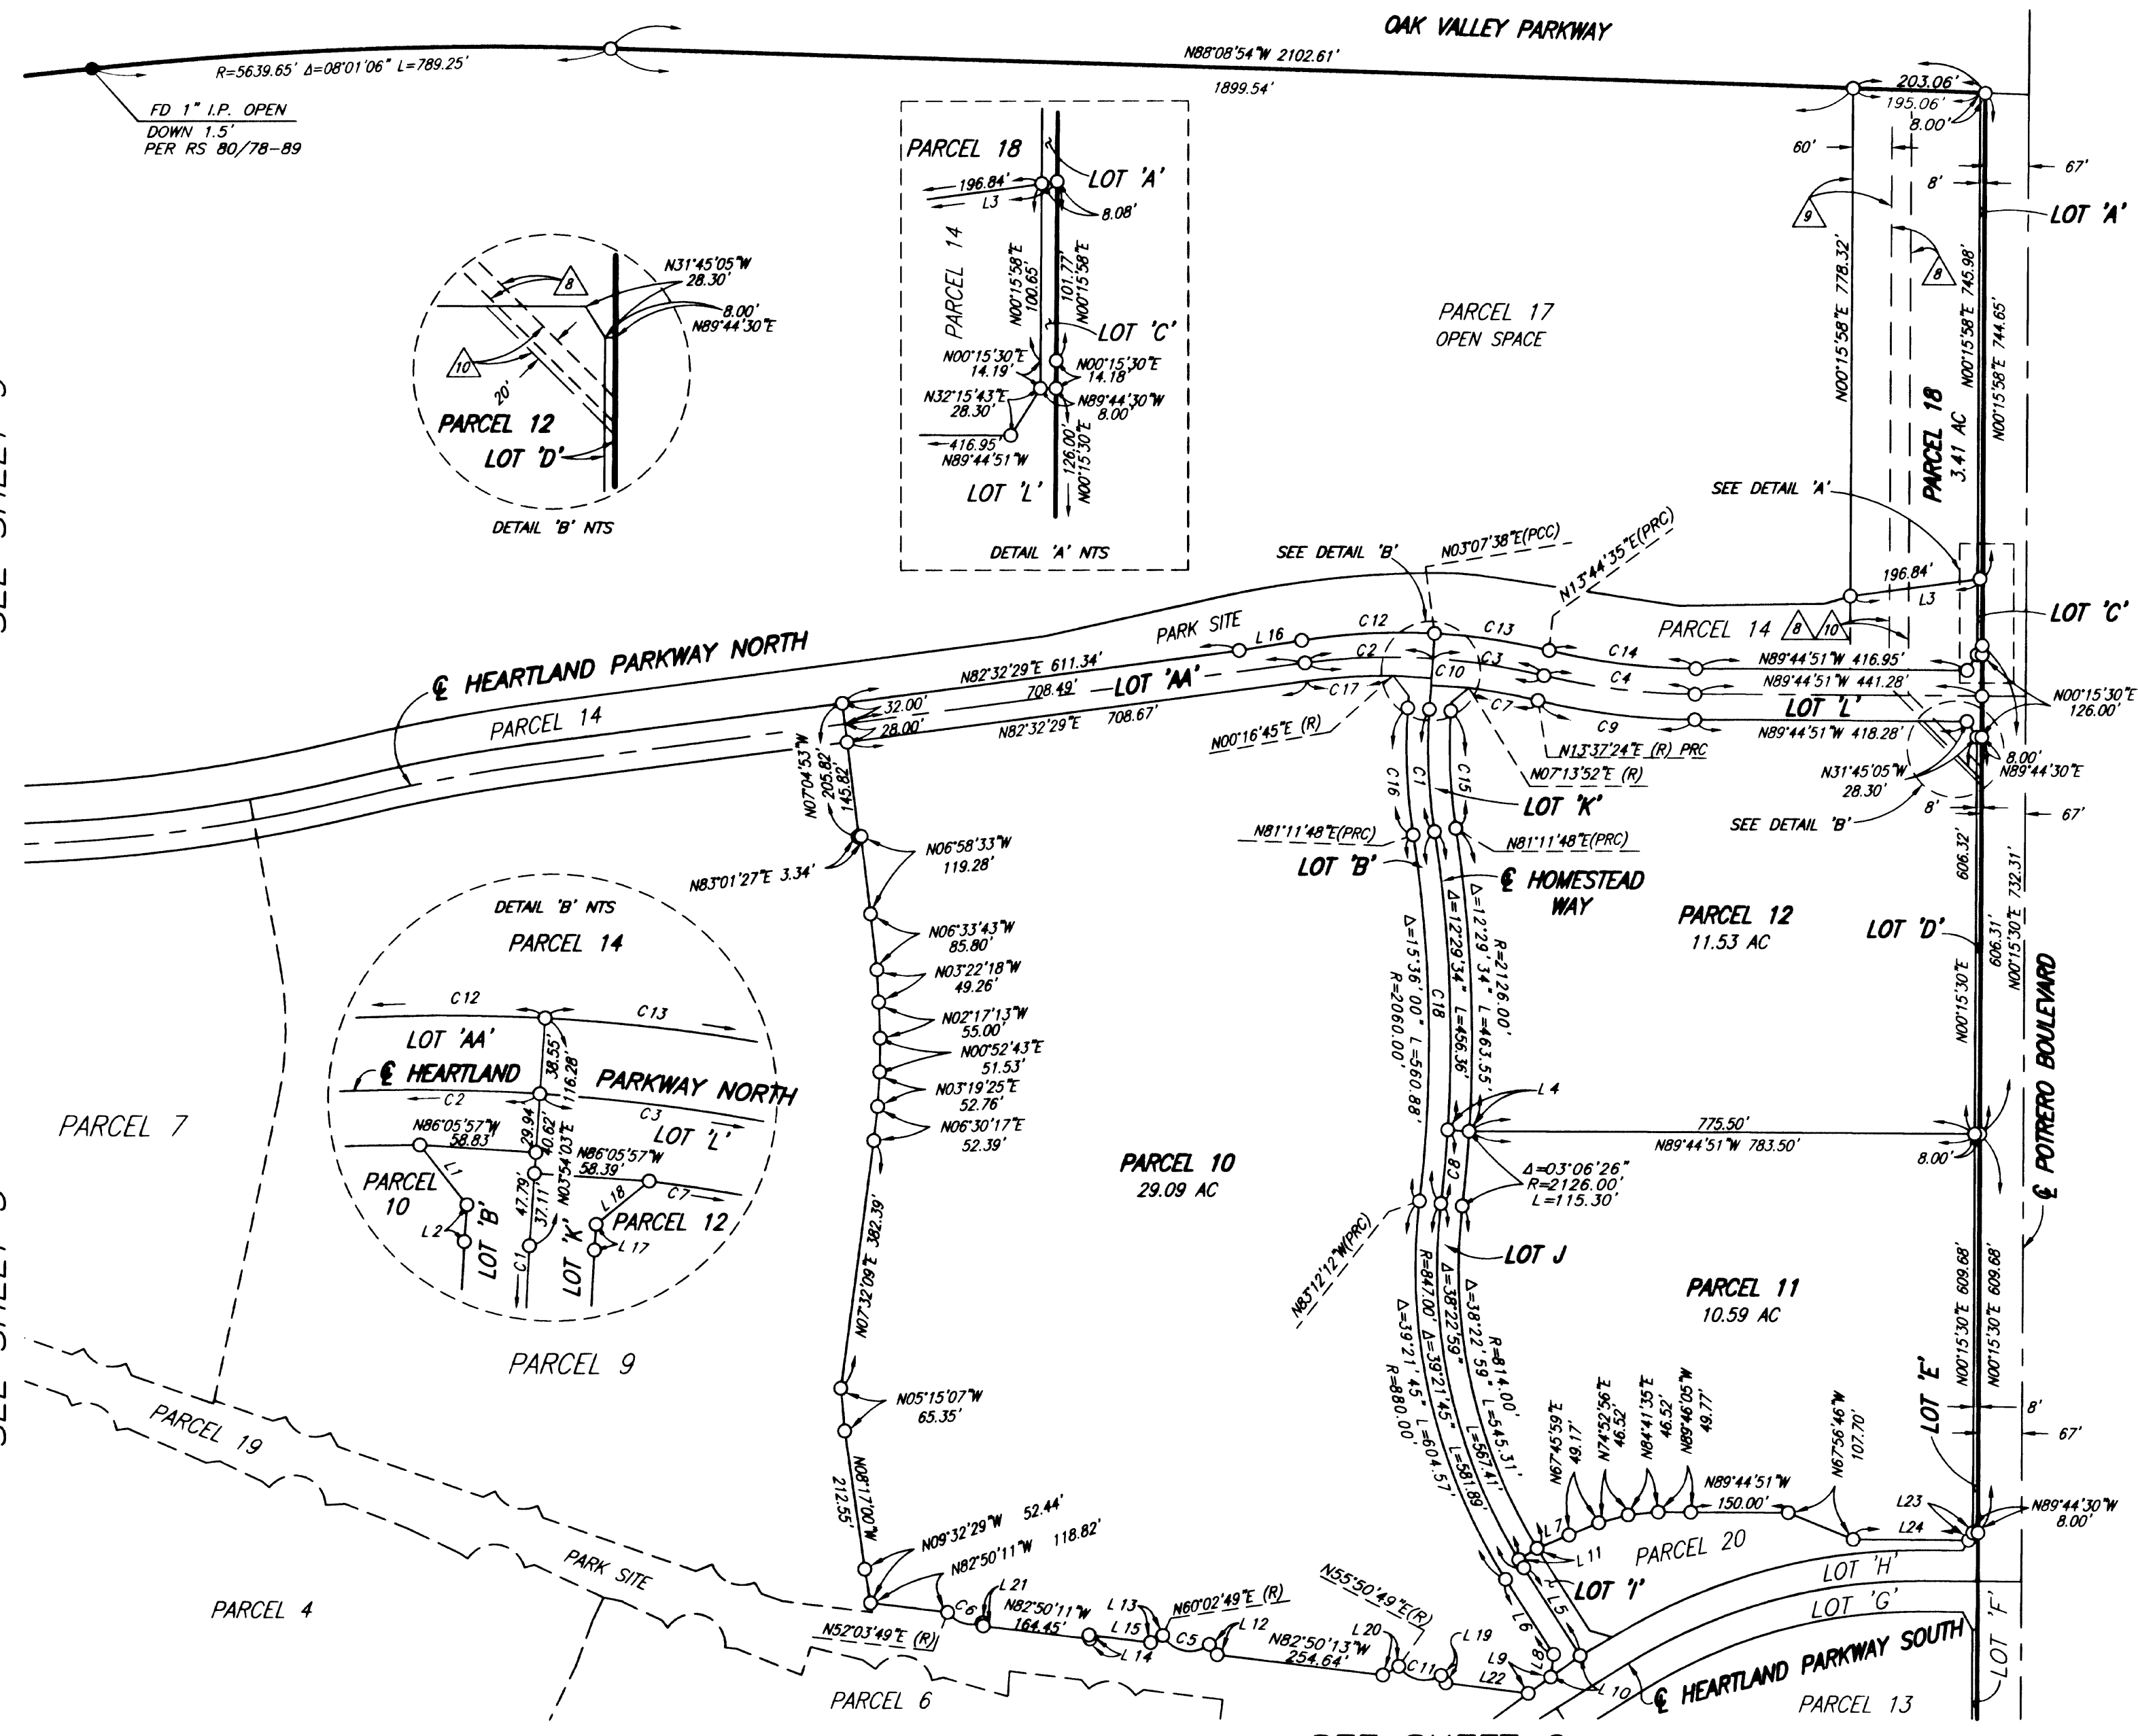 OAK VALLEY PARKWAY
N88°08'54"W 2102.61'
1899.54'
203.06'
195.06'
8.00'
R=5639.65' Δ=08°01'06" L=789.25'
FD 1" I.P. OPEN
DOWN 1.5'
PER RS 80/78-89
60'
67'
8'
9
8
LOT 'A'
N00°15'58"E 778.32'
N00°15'58"E 745.98'
N00°15'58"E 744.65'
PARCEL 18
3.41 AC
PARCEL 17
OPEN SPACE
PARCEL 18
LOT 'A'
196.84'
L3
8.08'
PARCEL 14
N00°15'58"E
100.65'
101.77'
N00°15'58"E
LOT 'C'
N00°15'30"E
14.19'
N00°15'30"E
14.18'
N32°15'43"E
28.30'
N89°44'30"W
8.00'
416.95'
N89°44'51"W
126.00'
N00°15'30"E
LOT 'L'
DETAIL 'A' NTS
N31°45'05"W
28.30'
8
8.00'
N89°44'30"E
10
20'
PARCEL 12
LOT 'D'
DETAIL 'B' NTS
SEE DETAIL 'A'
SEE DETAIL 'B'
N03°07'38"E(PCC)
N13°44'35"E(PRC)
196.84'
L3
LOT 'C'
PARCEL 14
8
10
PARK SITE
L16
C12
C13
C14
C2
C3
C4
C10
C17
C7
C9
N89°44'51"W 416.95'
N89°44'51"W 441.28'
LOT 'L'
N89°44'51"W 418.28'
N00°15'30"E
126.00'
8.00'
N89°44'30"E
N31°45'05"W
28.30'
8'
67'
SEE DETAIL 'B'
℄ HEARTLAND PARKWAY NORTH
PARCEL 14
N82°32'29"E 611.34'
708.49'
LOT 'AA'
32.00'
28.00'
N82°32'29"E 708.67'
N00°16'45"E (R)
N13°37'24"E (R) PRC
N07°13'52"E (R)
N07°04'53"W
205.82'
145.82'
C16
C1
C15
LOT 'K'
N81°11'48"E(PRC)
N81°11'48"E(PRC)
LOT 'B'
℄ HOMESTEAD
WAY
N83°01'27"E 3.34'
N06°58'33"W
119.28'
N06°33'43"W
85.80'
N03°22'18"W
49.26'
N02°17'13"W
55.00'
N00°52'43"E
51.53'
N03°19'25"E
52.76'
N06°30'17"E
52.39'
N07°32'09"E 382.39'
N05°15'07"W
65.35'
N08°17'00"W
212.55'
N09°32'29"W 52.44'
N82°50'11"W 118.82'
DETAIL 'B' NTS
PARCEL 14
C12
C13
LOT 'AA'
38.55'
116.28'
℄ HEARTLAND PARKWAY NORTH
C2
C3
LOT 'L'
N86°05'57"W
58.83'
29.94
40.62'
N03°54'03"E
N86°05'57"W
58.39'
L1
L18
C7
PARCEL
10
47.79'
37.11'
PARCEL 12
L2
LOT 'B'
C1
LOT 'K'
L17
PARCEL 12
11.53 AC
LOT 'D'
606.32'
N00°15'30"E
606.31'
N00°15'30"E 732.31'
℄ POTRERO BOULEVARD
Δ=15°36'00" L=560.88'
R=2060.00'
C18
Δ=12°29'34" L=456.36'
Δ=12°29'34" L=463.55'
R=2126.00'
L4
775.50'
N89°44'51"W 783.50'
8.00'
C8
Δ=03°06'26"
R=2126.00'
L=115.30'
N83°12'12"W(PRC)
LOT J
PARCEL 10
29.09 AC
PARCEL 11
10.59 AC
N00°15'30"E 609.68'
N00°15'30"E 609.68'
LOT 'E'
8'
67'
Δ=39°21'45" L=604.57'
R=880.00'
R=847.00' Δ=39°21'45" L=581.89'
Δ=38°22'59" L=567.41'
Δ=38°22'59" L=545.31'
R=814.00'
N67°45'59"E
49.17'
N74°52'56"E
46.52'
N84°41'35"E
46.52'
N89°46'05"W
49.77'
N89°44'51"W
150.00'
N67°56'46"W
107.70'
L23
L24
N89°44'30"W
8.00'
L7
L11
PARCEL 20
LOT 'H'
LOT 'G'
LOT 'I'
L5
L6
L8
L9
L10
LOT 'F'
℄ HEARTLAND PARKWAY SOUTH
PARCEL 13
PARCEL 7
PARCEL 9
PARCEL 19
PARK SITE
PARCEL 4
PARCEL 6
N52°03'49"E (R)
C6
L21
N82°50'11"W
164.45'
L13
L15
L14
N60°02'49"E (R)
C5
L12
N82°50'13"W
254.64'
N55°50'49"E(R)
L20
C11
L19
L22